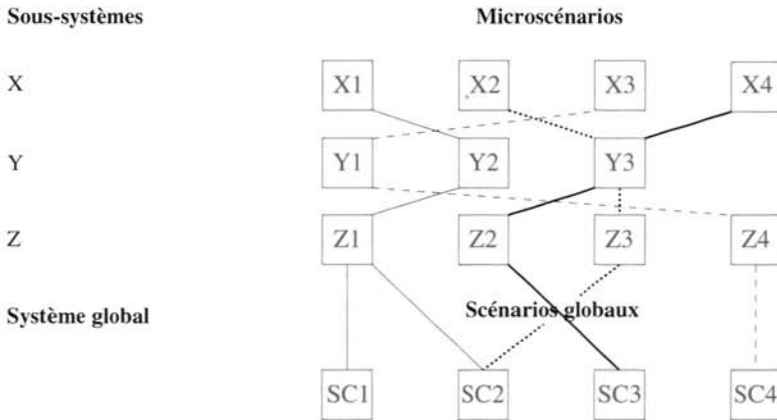 Sous-systèmes Microscénarios
X X1 X2 X3 X4
Y Y1 Y2 Y3
Z Z1 Z2 Z3 Z4
Système global Scénarios globaux
SC1 SC2 SC3 SC4